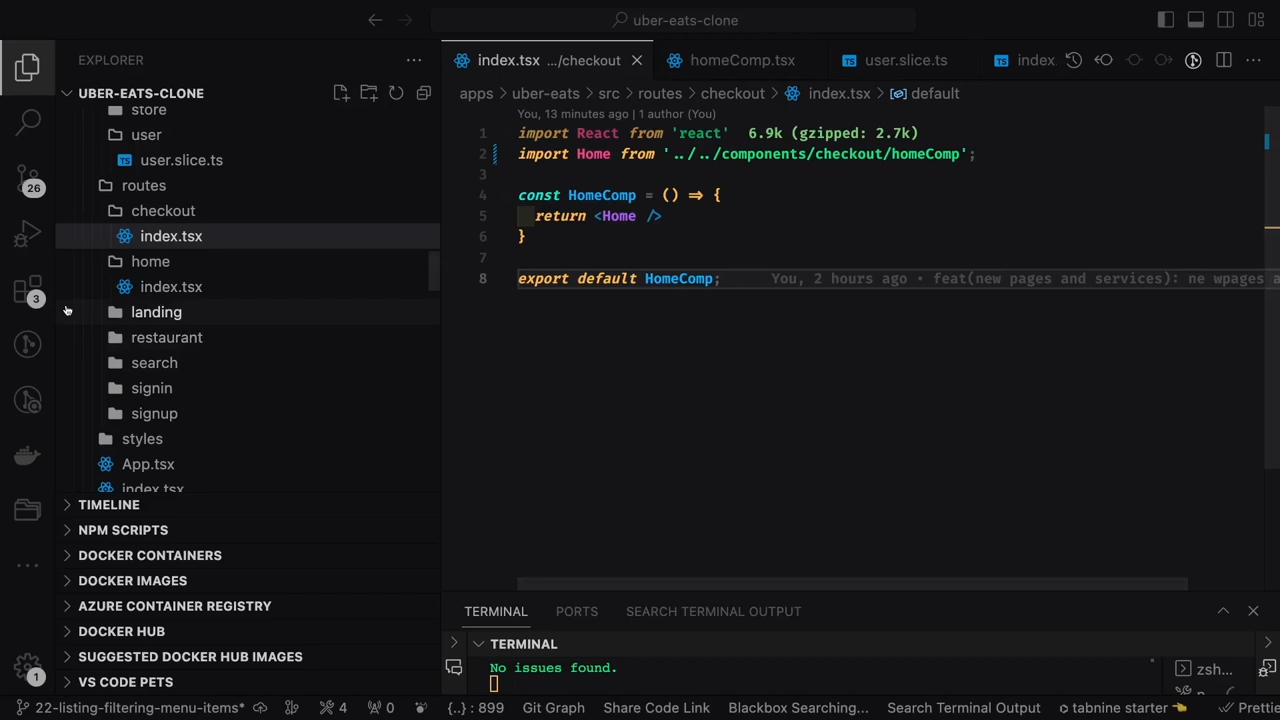 uber-eats-clone
EXPLORER
UBER-EATS-CLONE
store
user
user.slice.ts
routes
checkout
index.tsx
home
index.tsx
landing
restaurant
search
signin
signup
styles
App.tsx
index.tsx
TIMELINE
NPM SCRIPTS
DOCKER CONTAINERS
DOCKER IMAGES
AZURE CONTAINER REGISTRY
DOCKER HUB
SUGGESTED DOCKER HUB IMAGES
VS CODE PETS
26
3
1
index.tsx .../checkout
homeComp.tsx
user.slice.ts
index
apps > uber-eats > src > routes > checkout > index.tsx > default
You, 13 minutes ago | 1 author (You)
1 import React from 'react' 6.9k (gzipped: 2.7k)
2 import Home from '../../components/checkout/homeComp';
3
4 const HomeComp = () => {
5 return <Home />
6 }
7
8 export default HomeComp; You, 2 hours ago • feat(new pages and services): ne wpages a
TERMINAL PORTS SEARCH TERMINAL OUTPUT
TERMINAL
No issues found.
zsh...
22-listing-filtering-menu-items* 4 0 {..} : 899 Git Graph Share Code Link Blackbox Searching... Search Terminal Output tabnine starter Prettie